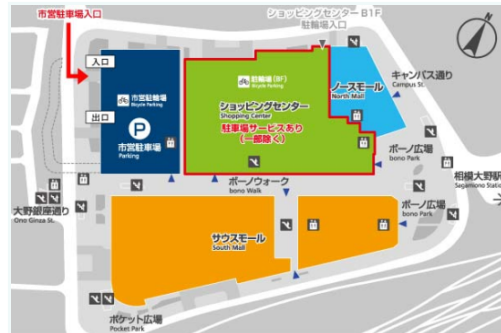 市営駐車場入口
ショッピングセンターB1F
駐輪場入口
入口
市営駐輪場
Bicycle Parking
出口
P
市営駐車場
Parking
駐輪場(BF)
Bicycle Parking
ショッピングセンター
Shopping Center
駐車場サービスあり
(一部除く)
ノースモール
North Mall
キャンパス通り
Campus St.
ボーノ広場
bono Park
相模大野駅
Sagamiono Station
ボーノウォーク
bono Walk
大野銀座通り
Ono Ginza St.
サウスモール
South Mall
ボーノ広場
bono Park
ポケット広場
Pocket Park